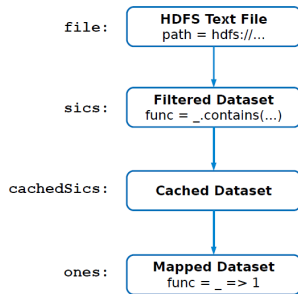 file:
HDFS Text File
path = hdfs://...
sics:
Filtered Dataset
func = _.contains(...)
cachedSics:
Cached Dataset
ones:
Mapped Dataset
func = _ => 1